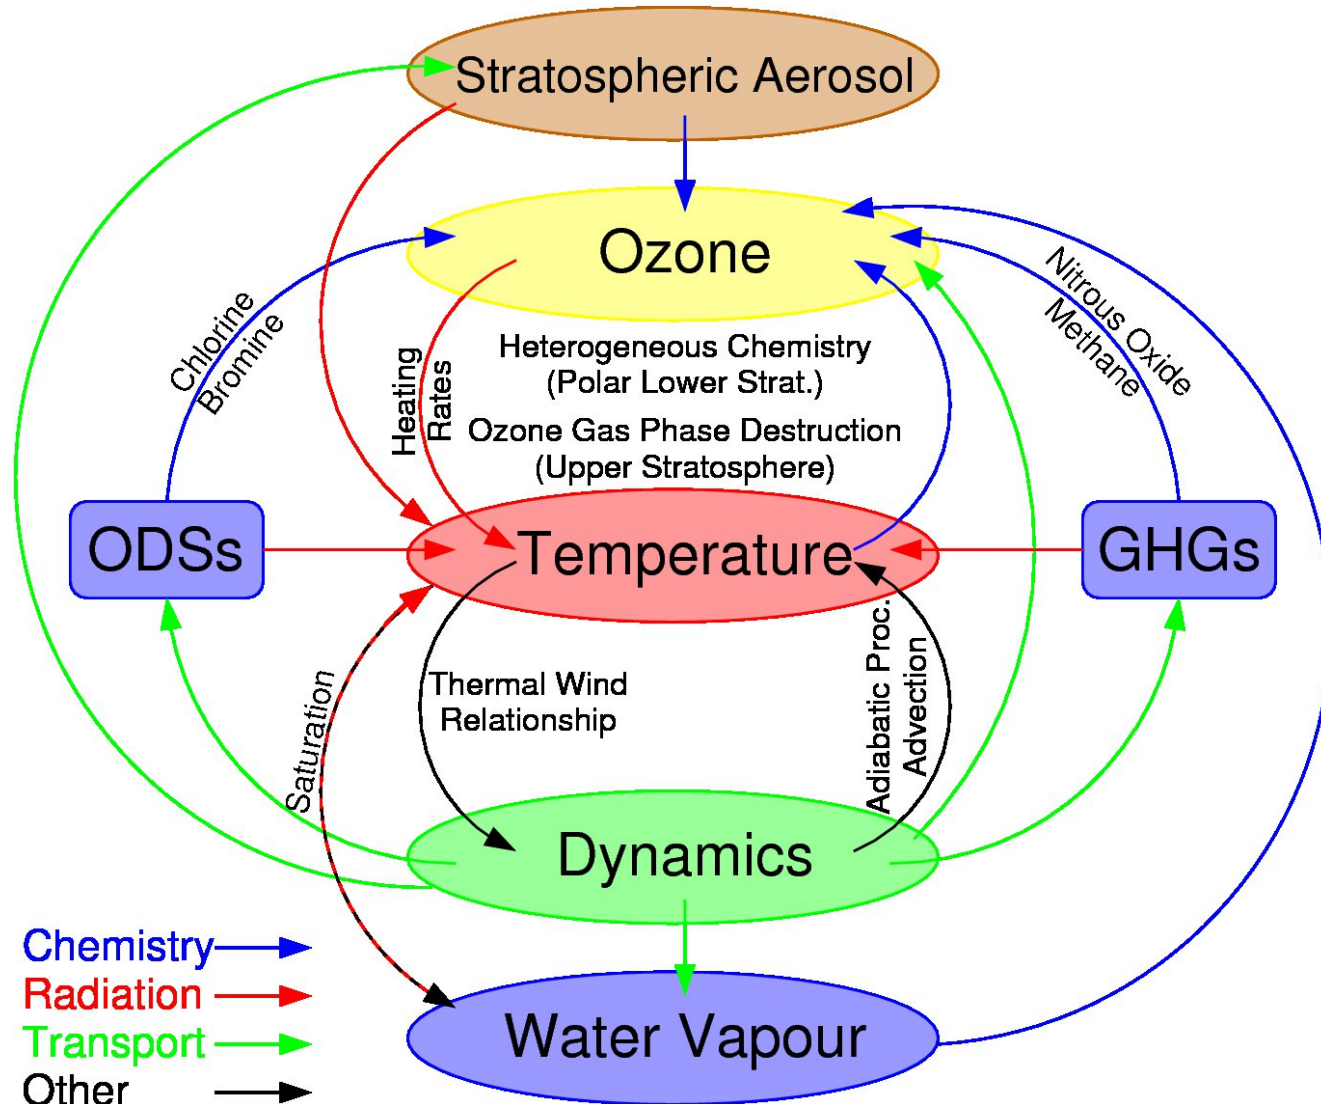 Stratospheric Aerosol
Ozone
Chlorine
Bromine
Heating
Rates
Heterogeneous Chemistry
(Polar Lower Strat.)
Ozone Gas Phase Destruction
(Upper Stratosphere)
Nitrous Oxide
Methane
ODSs
Temperature
GHGs
Saturation
Thermal Wind
Relationship
Adiabatic Proc.
Advection
Dynamics
Water Vapour
Chemistry
Radiation
Transport
Other